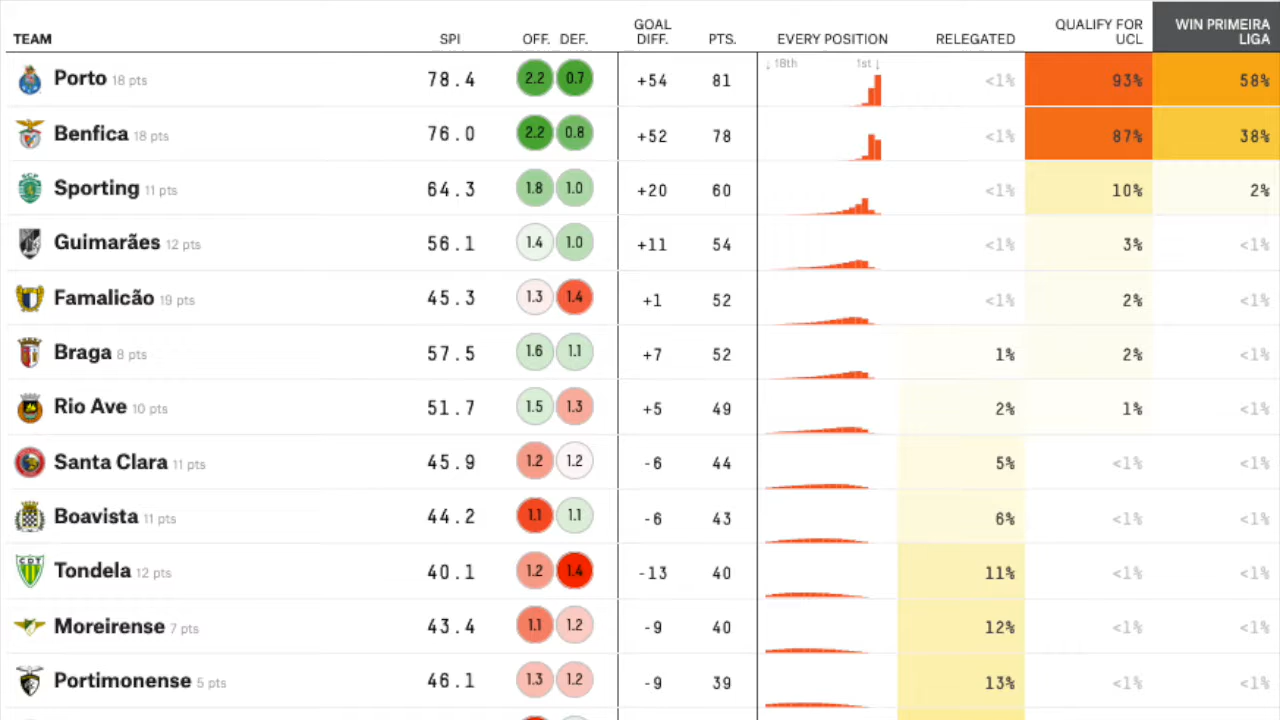 TEAM SPI OFF. DEF. GOAL DIFF. PTS. EVERY POSITION RELEGATED QUALIFY FOR UCL WIN PRIMEIRA LIGA
↓ 18th 1st ↓
Porto 18 pts 78.4 2.2 0.7 +54 81 <1% 93% 58%
Benfica 18 pts 76.0 2.2 0.8 +52 78 <1% 87% 38%
Sporting 11 pts 64.3 1.8 1.0 +20 60 <1% 10% 2%
Guimarães 12 pts 56.1 1.4 1.0 +11 54 <1% 3% <1%
Famalicão 19 pts 45.3 1.3 1.4 +1 52 <1% 2% <1%
Braga 8 pts 57.5 1.6 1.1 +7 52 1% 2% <1%
Rio Ave 10 pts 51.7 1.5 1.3 +5 49 2% 1% <1%
Santa Clara 11 pts 45.9 1.2 1.2 -6 44 5% <1% <1%
Boavista 11 pts 44.2 1.1 1.1 -6 43 6% <1% <1%
Tondela 12 pts 40.1 1.2 1.4 -13 40 11% <1% <1%
Moreirense 7 pts 43.4 1.1 1.2 -9 40 12% <1% <1%
Portimonense 5 pts 46.1 1.3 1.2 -9 39 13% <1% <1%